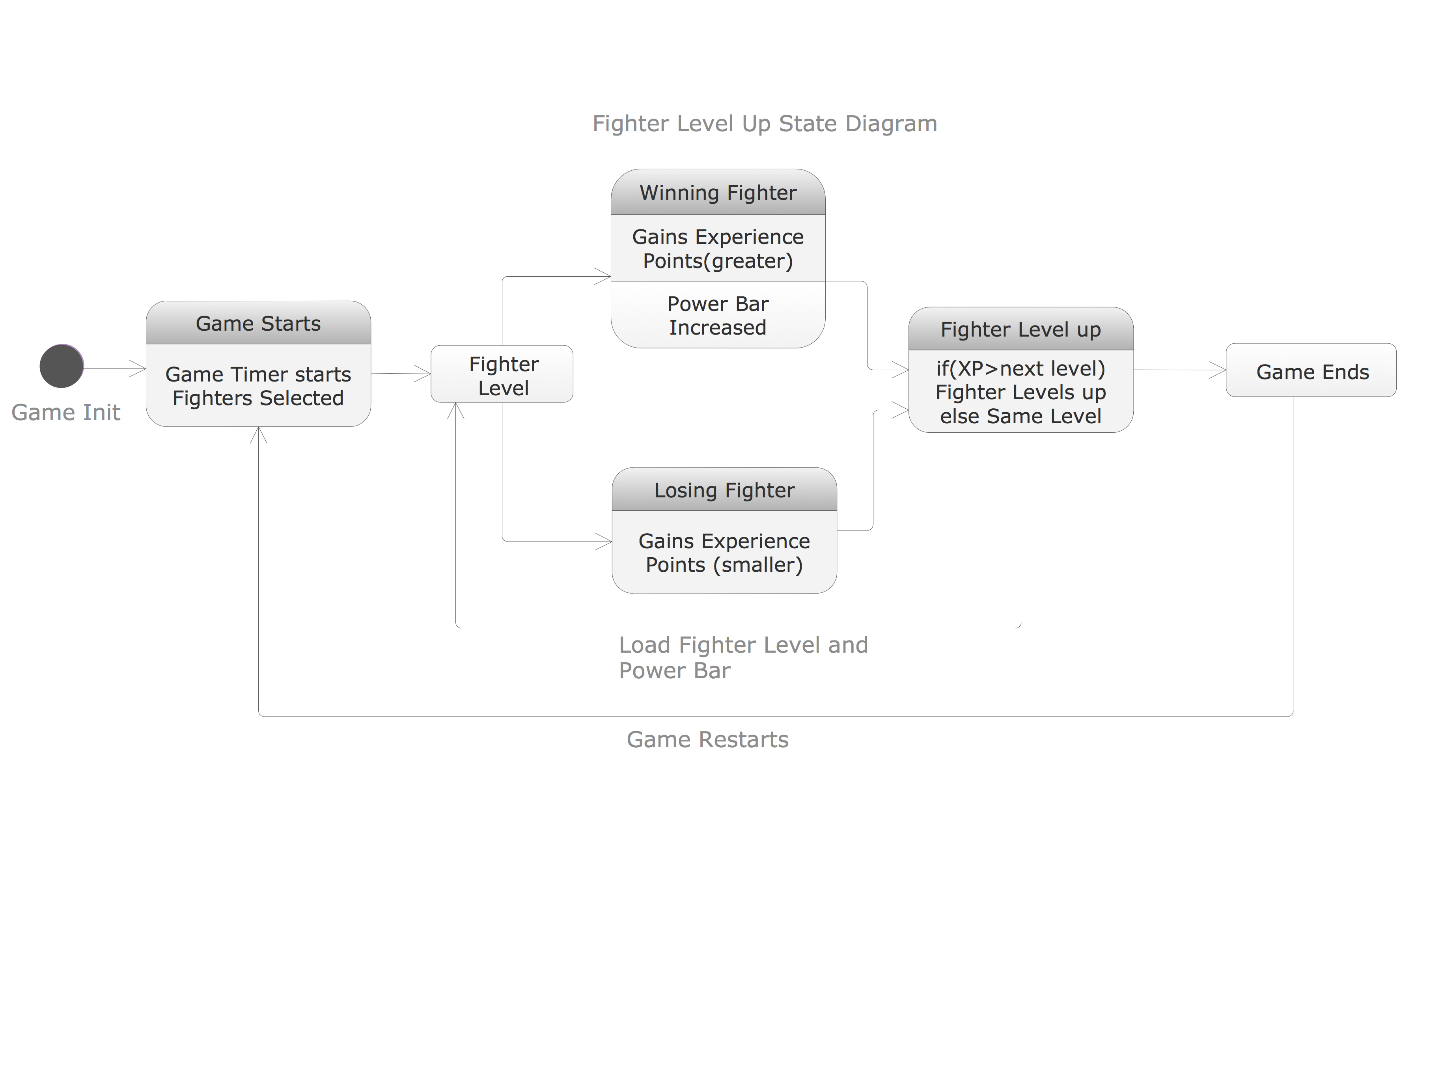 Fighter Level Up State Diagram
Winning Fighter
Gains Experience
Points(greater)
Power Bar
Increased
Game Starts
Game Timer starts
Fighters Selected
Game Init
Fighter
Level
Fighter Level up
if(XP>next level)
Fighter Levels up
else Same Level
Game Ends
Losing Fighter
Gains Experience
Points (smaller)
Load Fighter Level and
Power Bar
Game Restarts